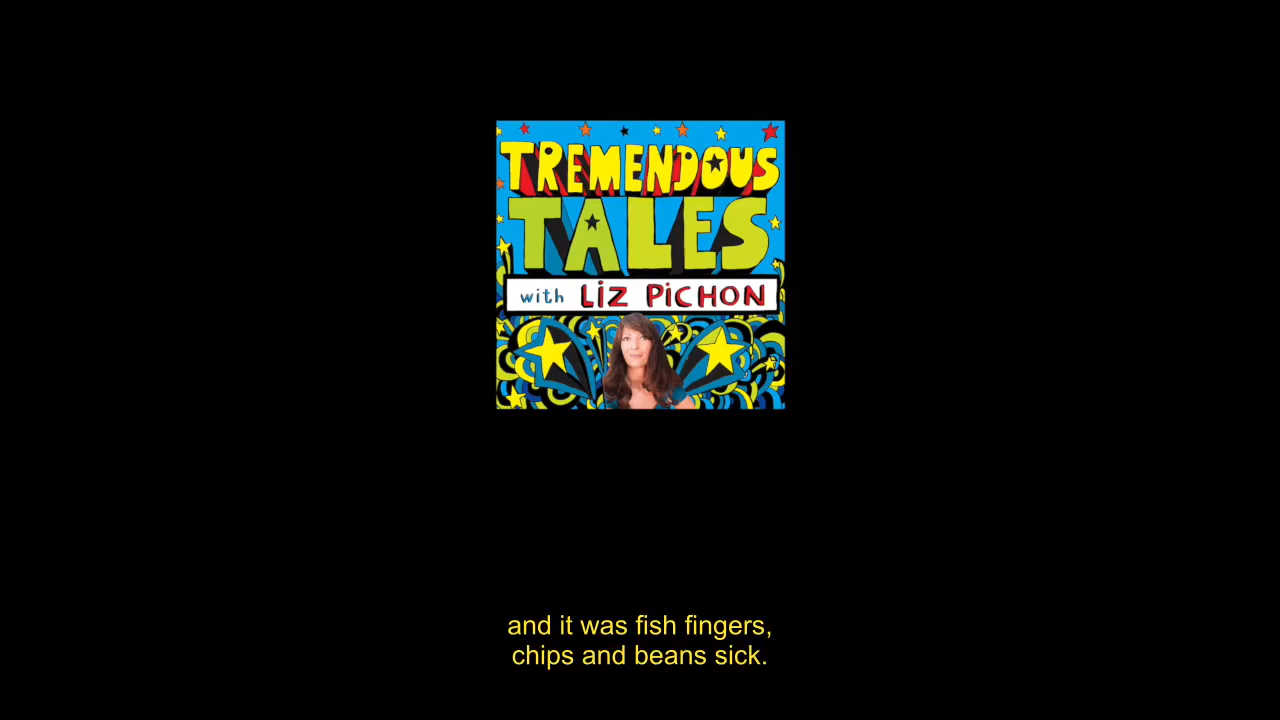 TREMENDOUS
TALES
with LIZ PiCHON
and it was fish fingers,
chips and beans sick.